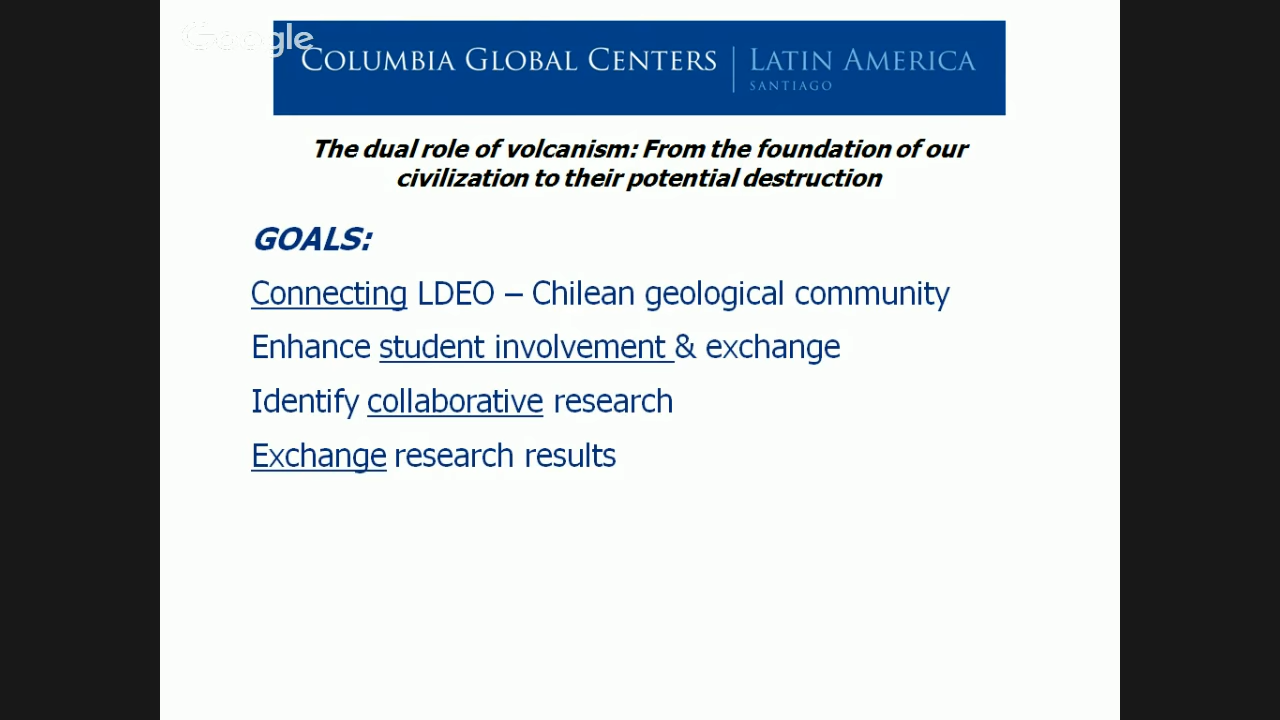 Google
COLUMBIA GLOBAL CENTERS | LATIN AMERICA
SANTIAGO
The dual role of volcanism: From the foundation of our
civilization to their potential destruction
GOALS:
Connecting LDEO – Chilean geological community
Enhance student involvement & exchange
Identify collaborative research
Exchange research results